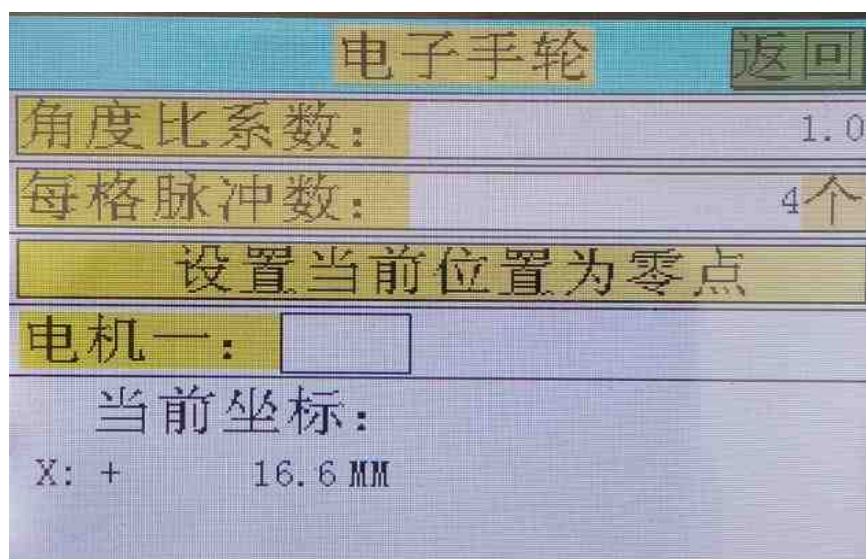 电子手轮 返回
角度比系数： 1.0
每格脉冲数： 4个
设置当前位置为零点
电机一：
当前坐标：
X: + 16.6 MM